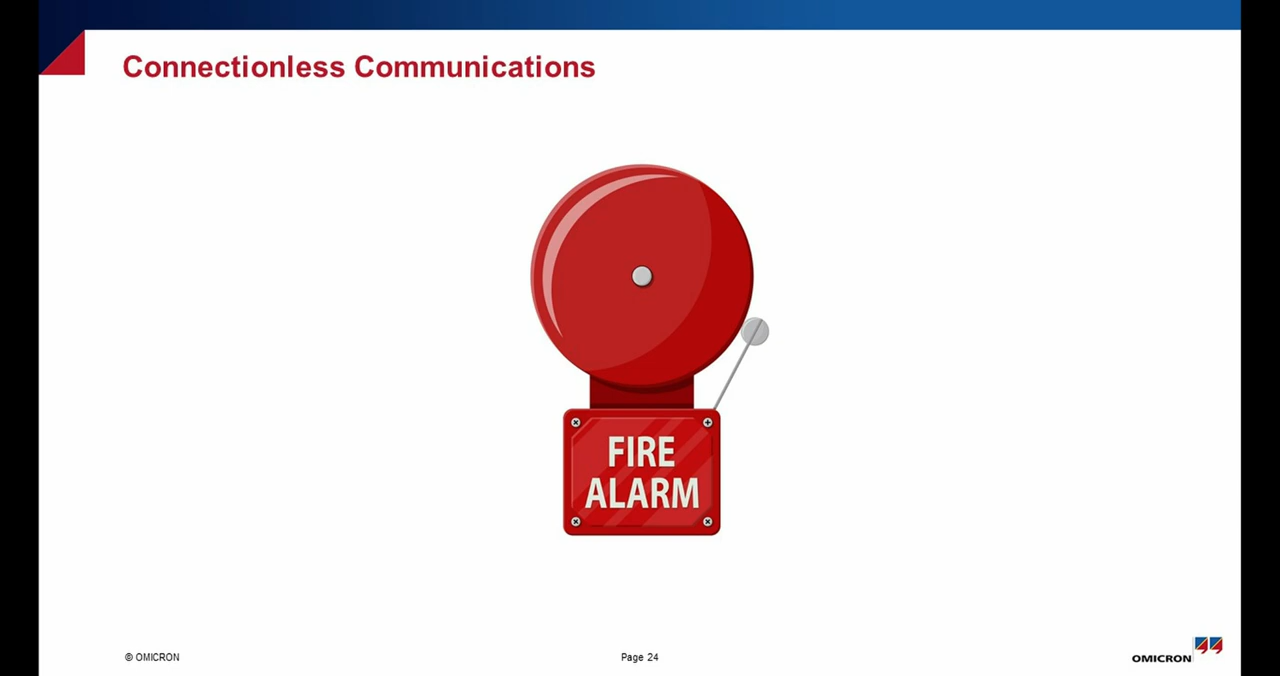 Connectionless Communications
FIRE
ALARM
© OMICRON
Page 24
OMICRON